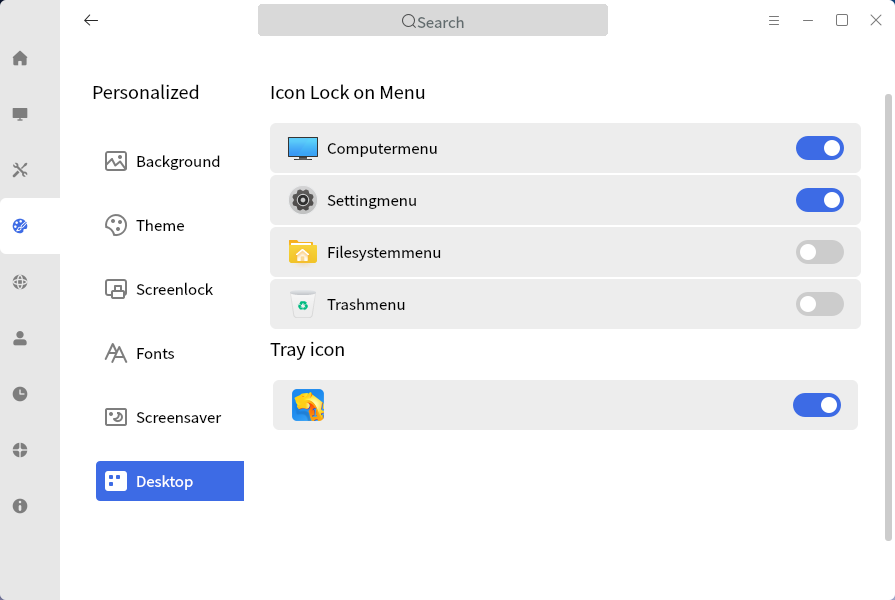 Search
Personalized
Background
Theme
Screenlock
Fonts
Screensaver
Desktop
Icon Lock on Menu
Computermenu
Settingmenu
Filesystemmenu
Trashmenu
Tray icon